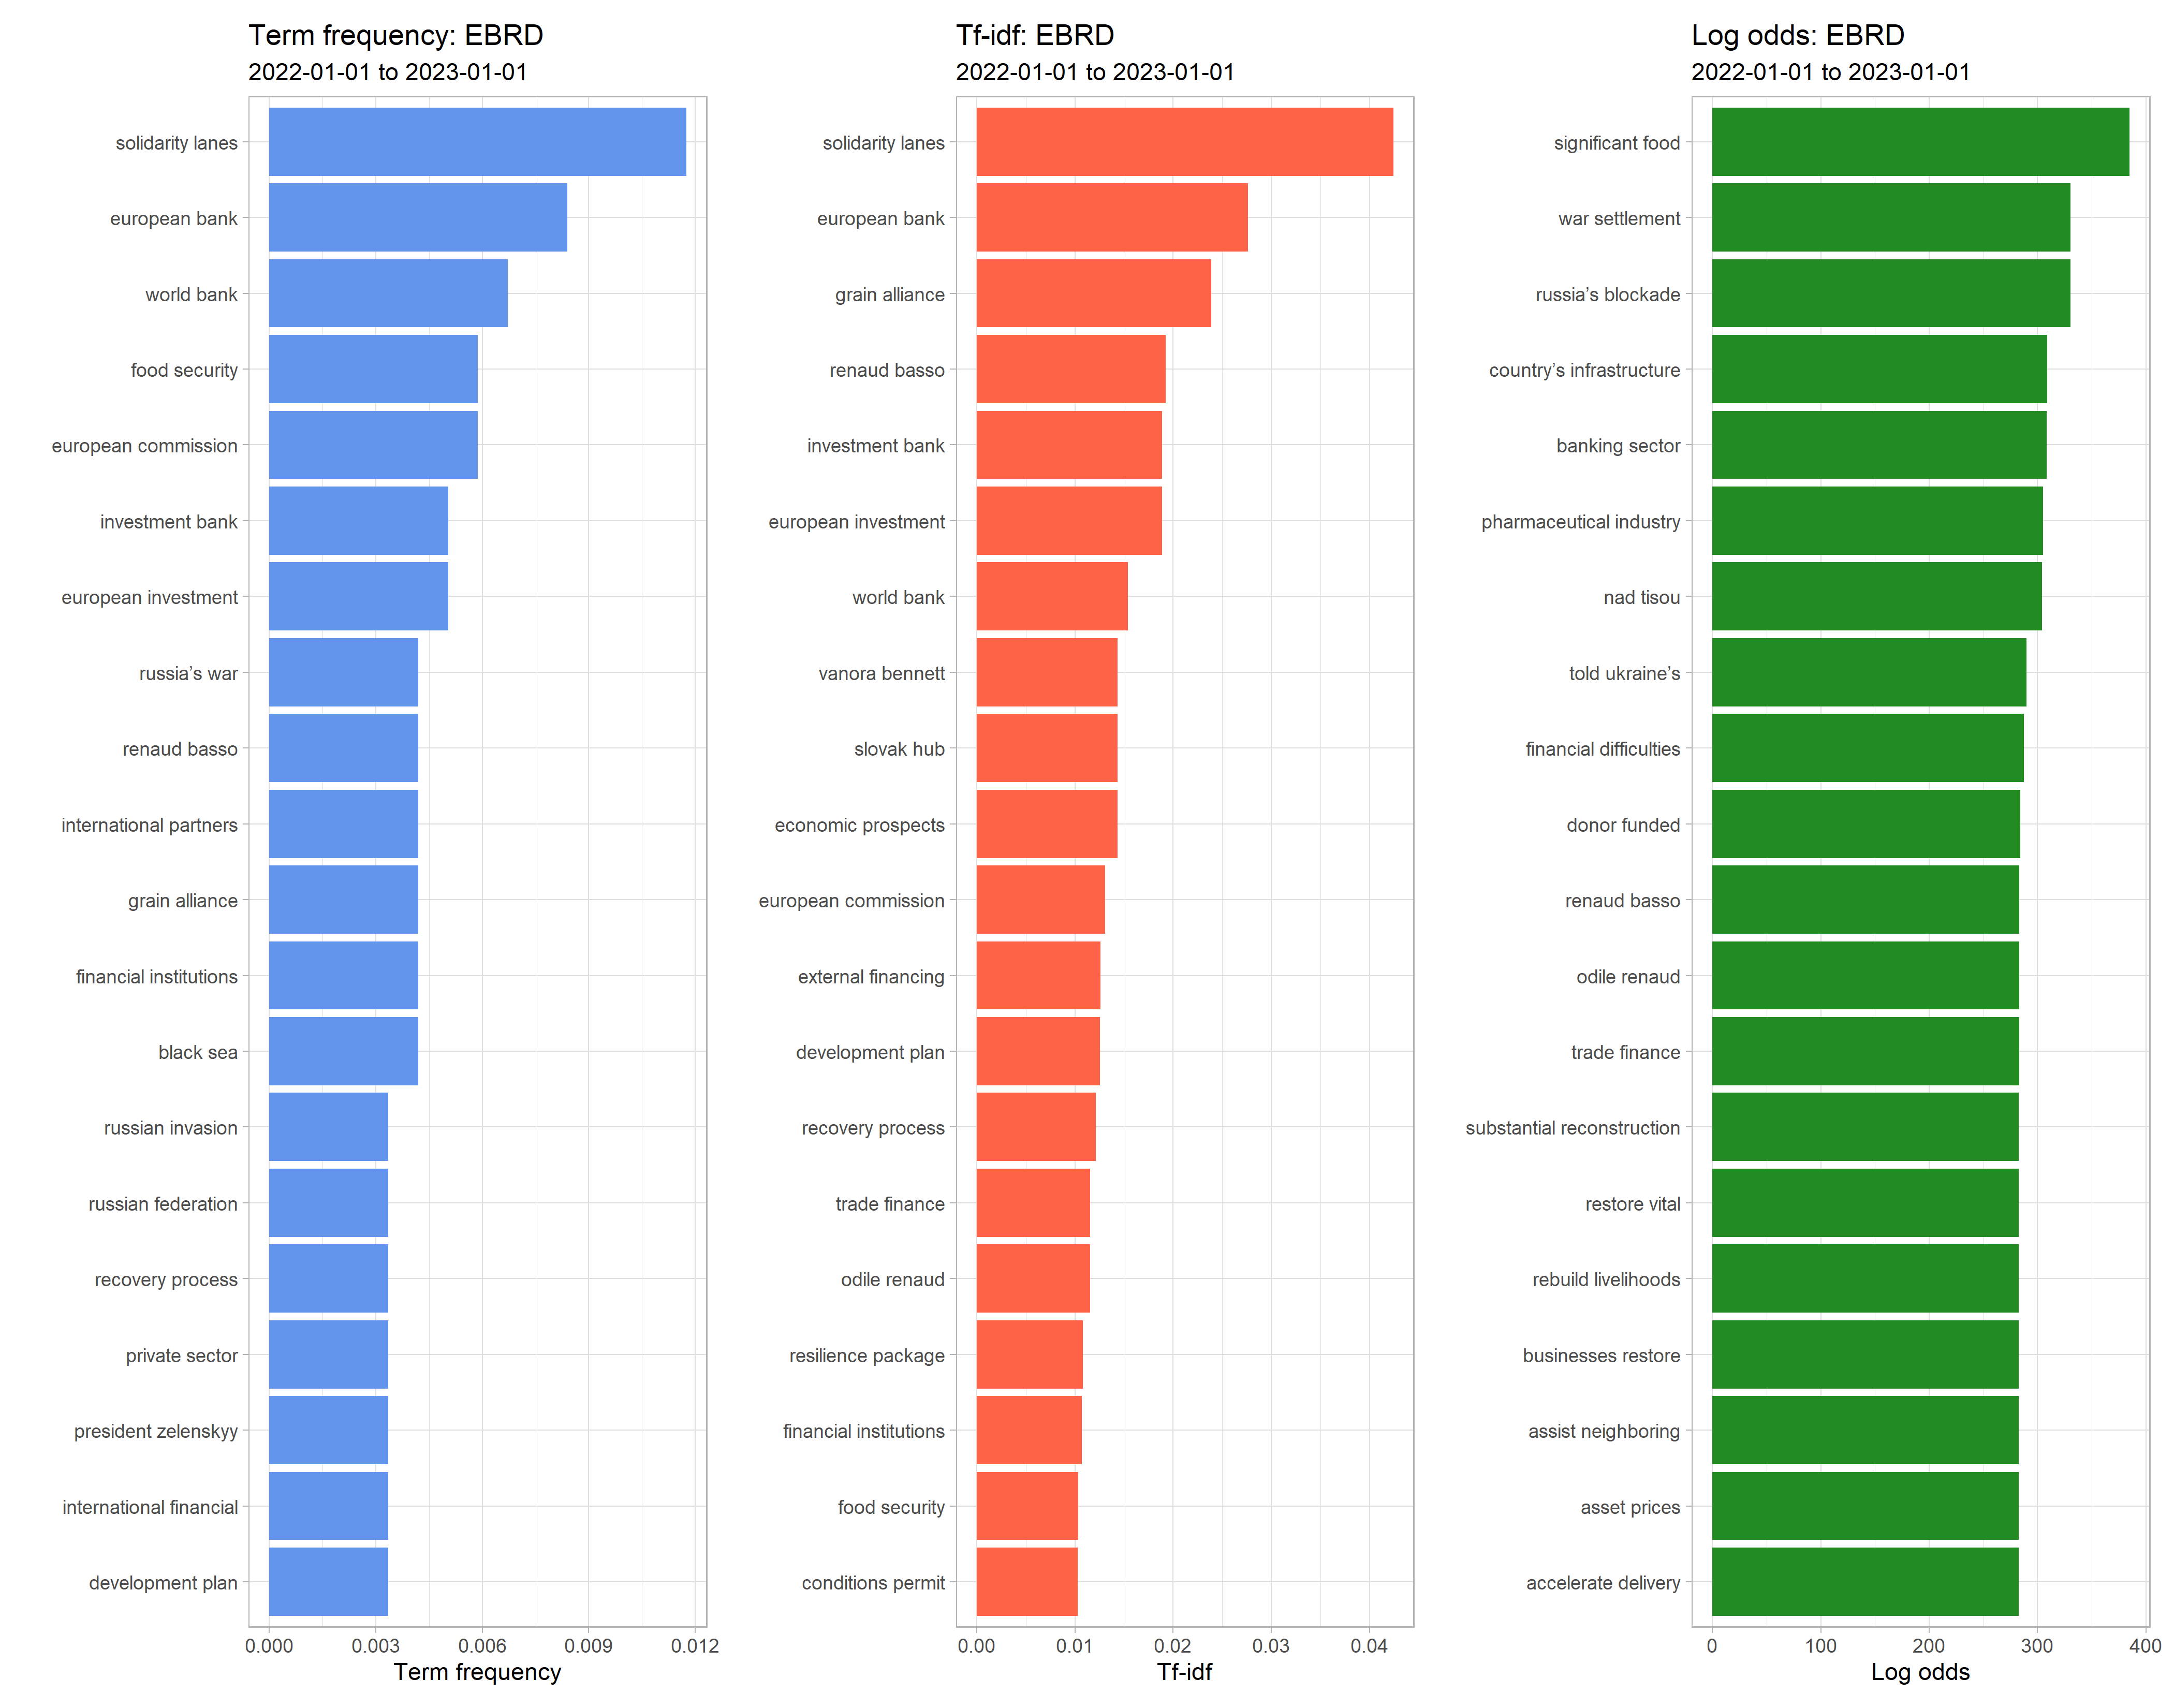 Term frequency: EBRD
2022-01-01 to 2023-01-01
solidarity lanes
european bank
world bank
food security
european commission
investment bank
european investment
russia’s war
renaud basso
international partners
grain alliance
financial institutions
black sea
russian invasion
russian federation
recovery process
private sector
president zelenskyy
international financial
development plan
0.000 0.003 0.006 0.009 0.012
Term frequency
Tf-idf: EBRD
2022-01-01 to 2023-01-01
solidarity lanes
european bank
grain alliance
renaud basso
investment bank
european investment
world bank
vanora bennett
slovak hub
economic prospects
european commission
external financing
development plan
recovery process
trade finance
odile renaud
resilience package
financial institutions
food security
conditions permit
0.00 0.01 0.02 0.03 0.04
Tf-idf
Log odds: EBRD
2022-01-01 to 2023-01-01
significant food
war settlement
russia’s blockade
country’s infrastructure
banking sector
pharmaceutical industry
nad tisou
told ukraine’s
financial difficulties
donor funded
renaud basso
odile renaud
trade finance
substantial reconstruction
restore vital
rebuild livelihoods
businesses restore
assist neighboring
asset prices
accelerate delivery
0 100 200 300 400
Log odds